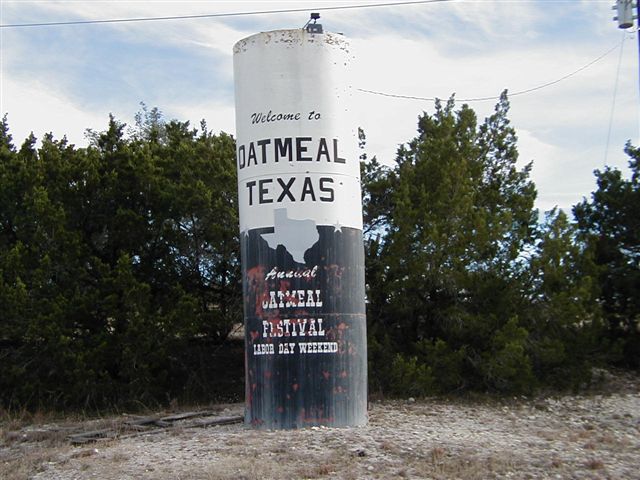 Welcome to
OATMEAL
TEXAS
Annual
OATMEAL
FESTIVAL
LABOR DAY WEEKEND